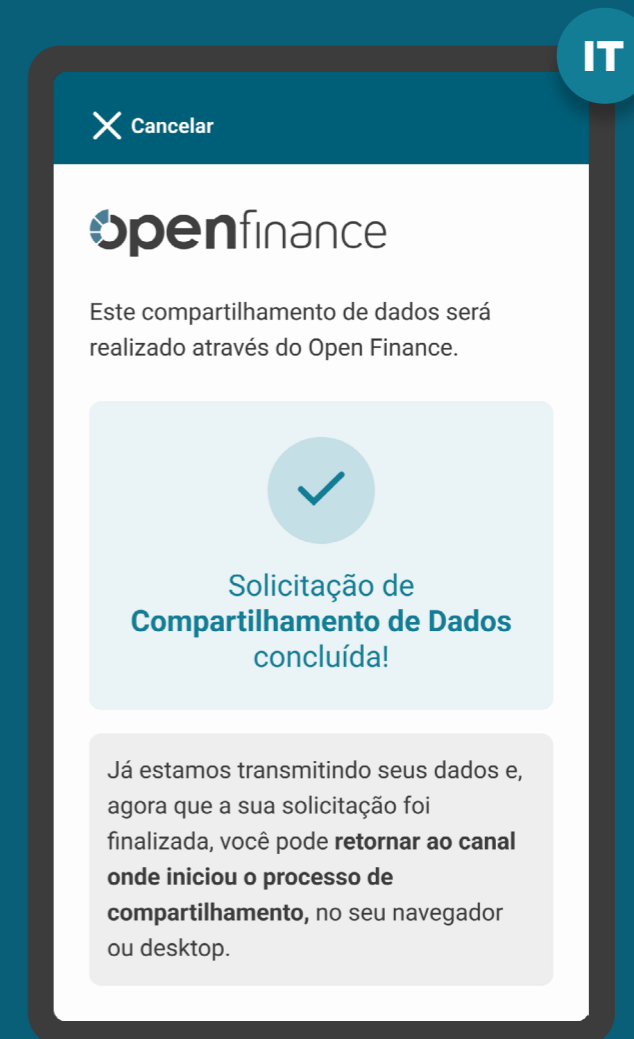 IT
Cancelar
openfinance
Este compartilhamento de dados será
realizado através do Open Finance.
Solicitação de
Compartilhamento de Dados
concluída!
Já estamos transmitindo seus dados e,
agora que a sua solicitação foi
finalizada, você pode retornar ao canal
onde iniciou o processo de
compartilhamento, no seu navegador
ou desktop.